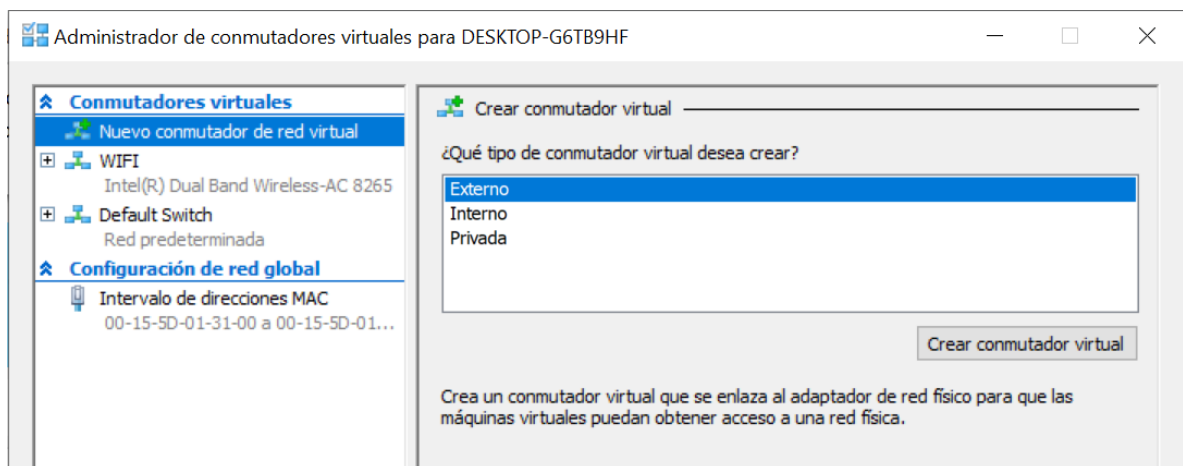 Administrador de conmutadores virtuales para DESKTOP-G6TB9HF
Conmutadores virtuales
Nuevo conmutador de red virtual
WIFI
Intel(R) Dual Band Wireless-AC 8265
Default Switch
Red predeterminada
Configuración de red global
Intervalo de direcciones MAC
00-15-5D-01-31-00 a 00-15-5D-01...
Crear conmutador virtual
¿Qué tipo de conmutador virtual desea crear?
Externo
Interno
Privada
Crear conmutador virtual
Crea un conmutador virtual que se enlaza al adaptador de red físico para que las
máquinas virtuales puedan obtener acceso a una red física.